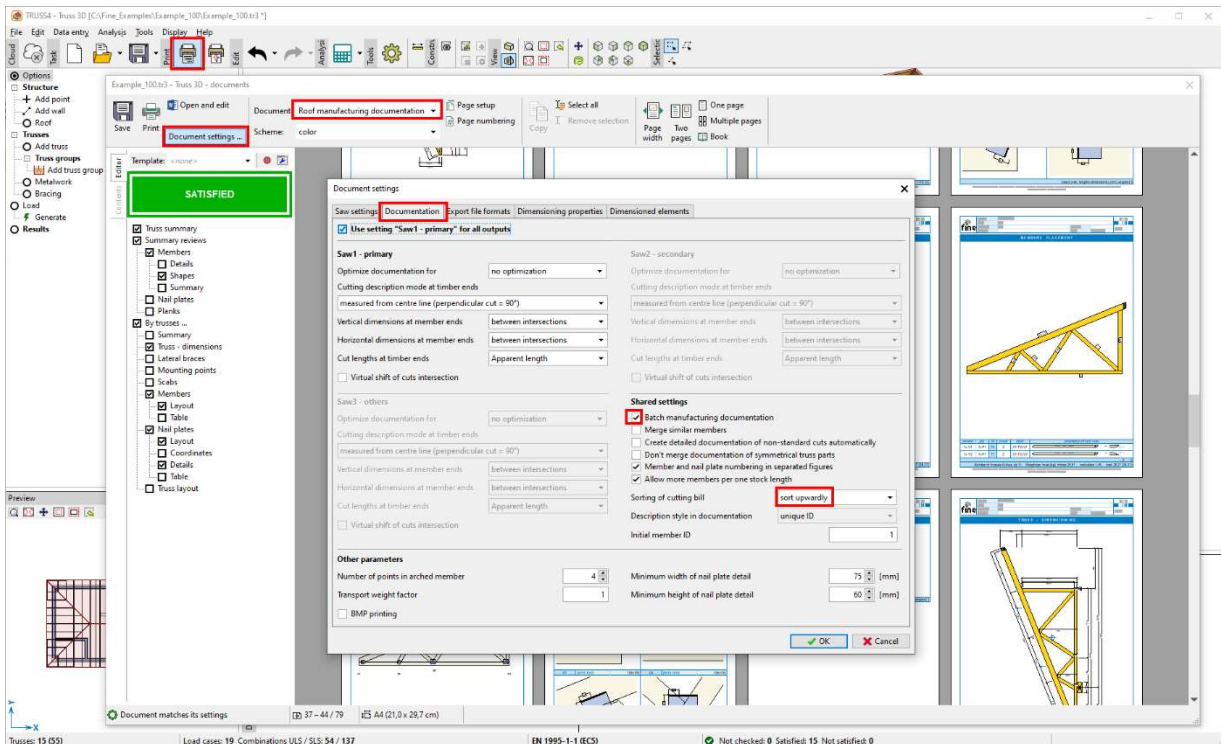 TRUSS4 - Truss 3D [C:\Fine_Examples\Example_100\Example_100.tr3 *]
File Edit Data entry Analysis Tools Display Help
Cloud
Task
Print
Edit
Analysis
Tools
View
Options
Structure
Add point
Add wall
Roof
Trusses
Add truss
Truss groups
Add truss group
Metalwork
Bracing
Load
Generate
Results
Example_100.tr3 - Truss 3D - documents
Save
Print
Open and edit
Document settings ...
Document: Roof manufacturing documentation
Scheme: color
Page setup
Page numbering
Copy
Select all
Remove selection
Page width
Two pages
One page
Multiple pages
Book
Editor
Contents
Template: <none>
SATISFIED
Truss summary
Summary reviews
Members
Details
Shapes
Summary
Nail plates
Planks
By trusses ...
Summary
Truss - dimensions
Lateral braces
Mounting points
Scabs
Members
Layout
Table
Nail plates
Layout
Coordinates
Details
Table
Truss layout
Document settings
Saw settings Documentation Export file formats Dimensioning properties Dimensioned elements
Use setting "Saw1 - primary" for all outputs
Saw1 - primary
Optimize documentation for no optimization
Cutting description mode at timber ends
measured from centre line (perpendicular cut = 90°)
Vertical dimensions at member ends between intersections
Horizontal dimensions at member ends between intersections
Cut lengths at timber ends Apparent length
Virtual shift of cuts intersection
Saw2 - secondary
Optimize documentation for no optimization
Cutting description mode at timber ends
measured from centre line (perpendicular cut = 90°)
Vertical dimensions at member ends between intersections
Horizontal dimensions at member ends between intersections
Cut lengths at timber ends Apparent length
Virtual shift of cuts intersection
Saw3 - others
Optimize documentation for no optimization
Cutting description mode at timber ends
measured from centre line (perpendicular cut = 90°)
Vertical dimensions at member ends between intersections
Horizontal dimensions at member ends between intersections
Cut lengths at timber ends Apparent length
Virtual shift of cuts intersection
Shared settings
Batch manufacturing documentation
Merge similar members
Create detailed documentation of non-standard cuts automatically
Don't merge documentation of symmetrical truss parts
Member and nail plate numbering in separated figures
Allow more members per one stock length
Sorting of cutting bill sort upwardly
Description style in documentation unique ID
Initial member ID 1
Other parameters
Number of points in arched member 4
Transport weight factor 1
BMP printing
Minimum width of nail plate detail 75 [mm]
Minimum height of nail plate detail 60 [mm]
OK Cancel
fine
MEMBERS PLACEMENT
fine
TRUSS - DIMENSIONING
Preview
Document matches its settings
37 – 44 / 79
A4 (21,0 x 29,7 cm)
Trusses: 15 (55)
Load cases: 19 Combinations ULS / SLS: 54 / 137
EN 1995-1-1 (EC5)
Not checked: 0 Satisfied: 15 Not satisfied: 0